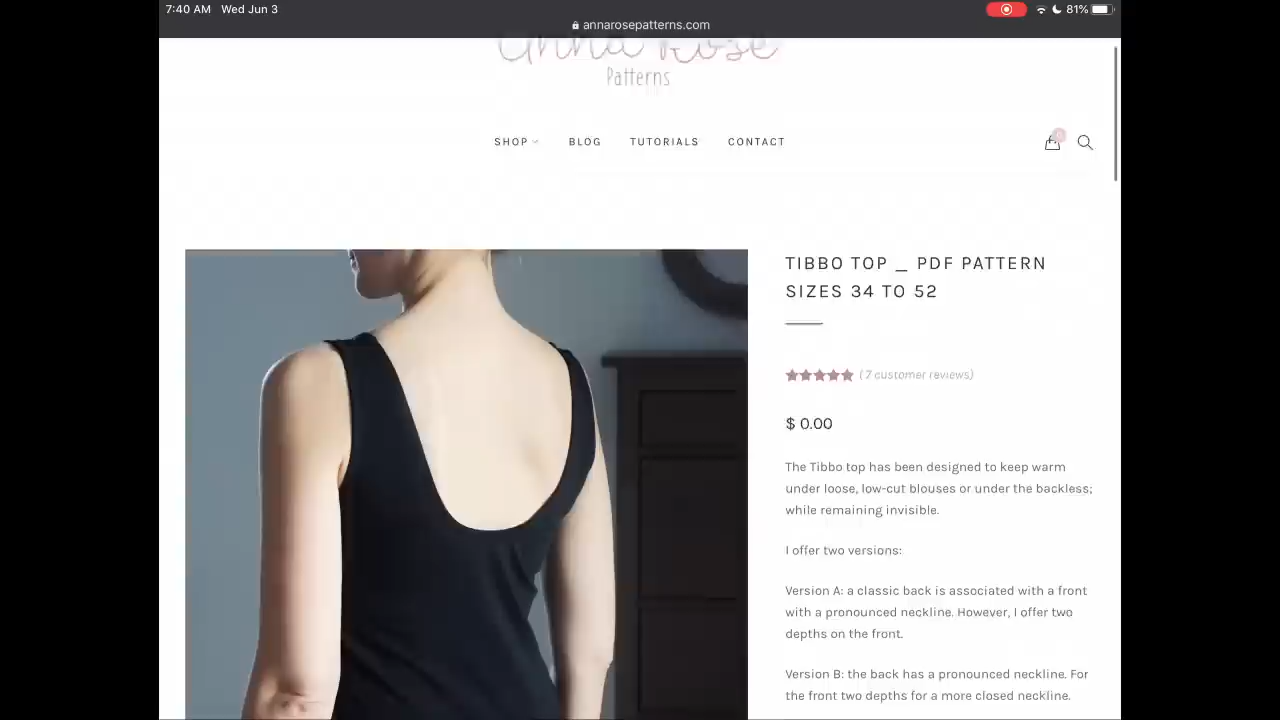 7:40 AM Wed Jun 3
81%
annarosepatterns.com
Anna Rose
Patterns
SHOP BLOG TUTORIALS CONTACT
0
TIBBO TOP _ PDF PATTERN
SIZES 34 TO 52
(7 customer reviews)
$ 0.00
The Tibbo top has been designed to keep warm
under loose, low-cut blouses or under the backless;
while remaining invisible.
I offer two versions:
Version A: a classic back is associated with a front
with a pronounced neckline. However, I offer two
depths on the front.
Version B: the back has a pronounced neckline. For
the front two depths for a more closed neckline.